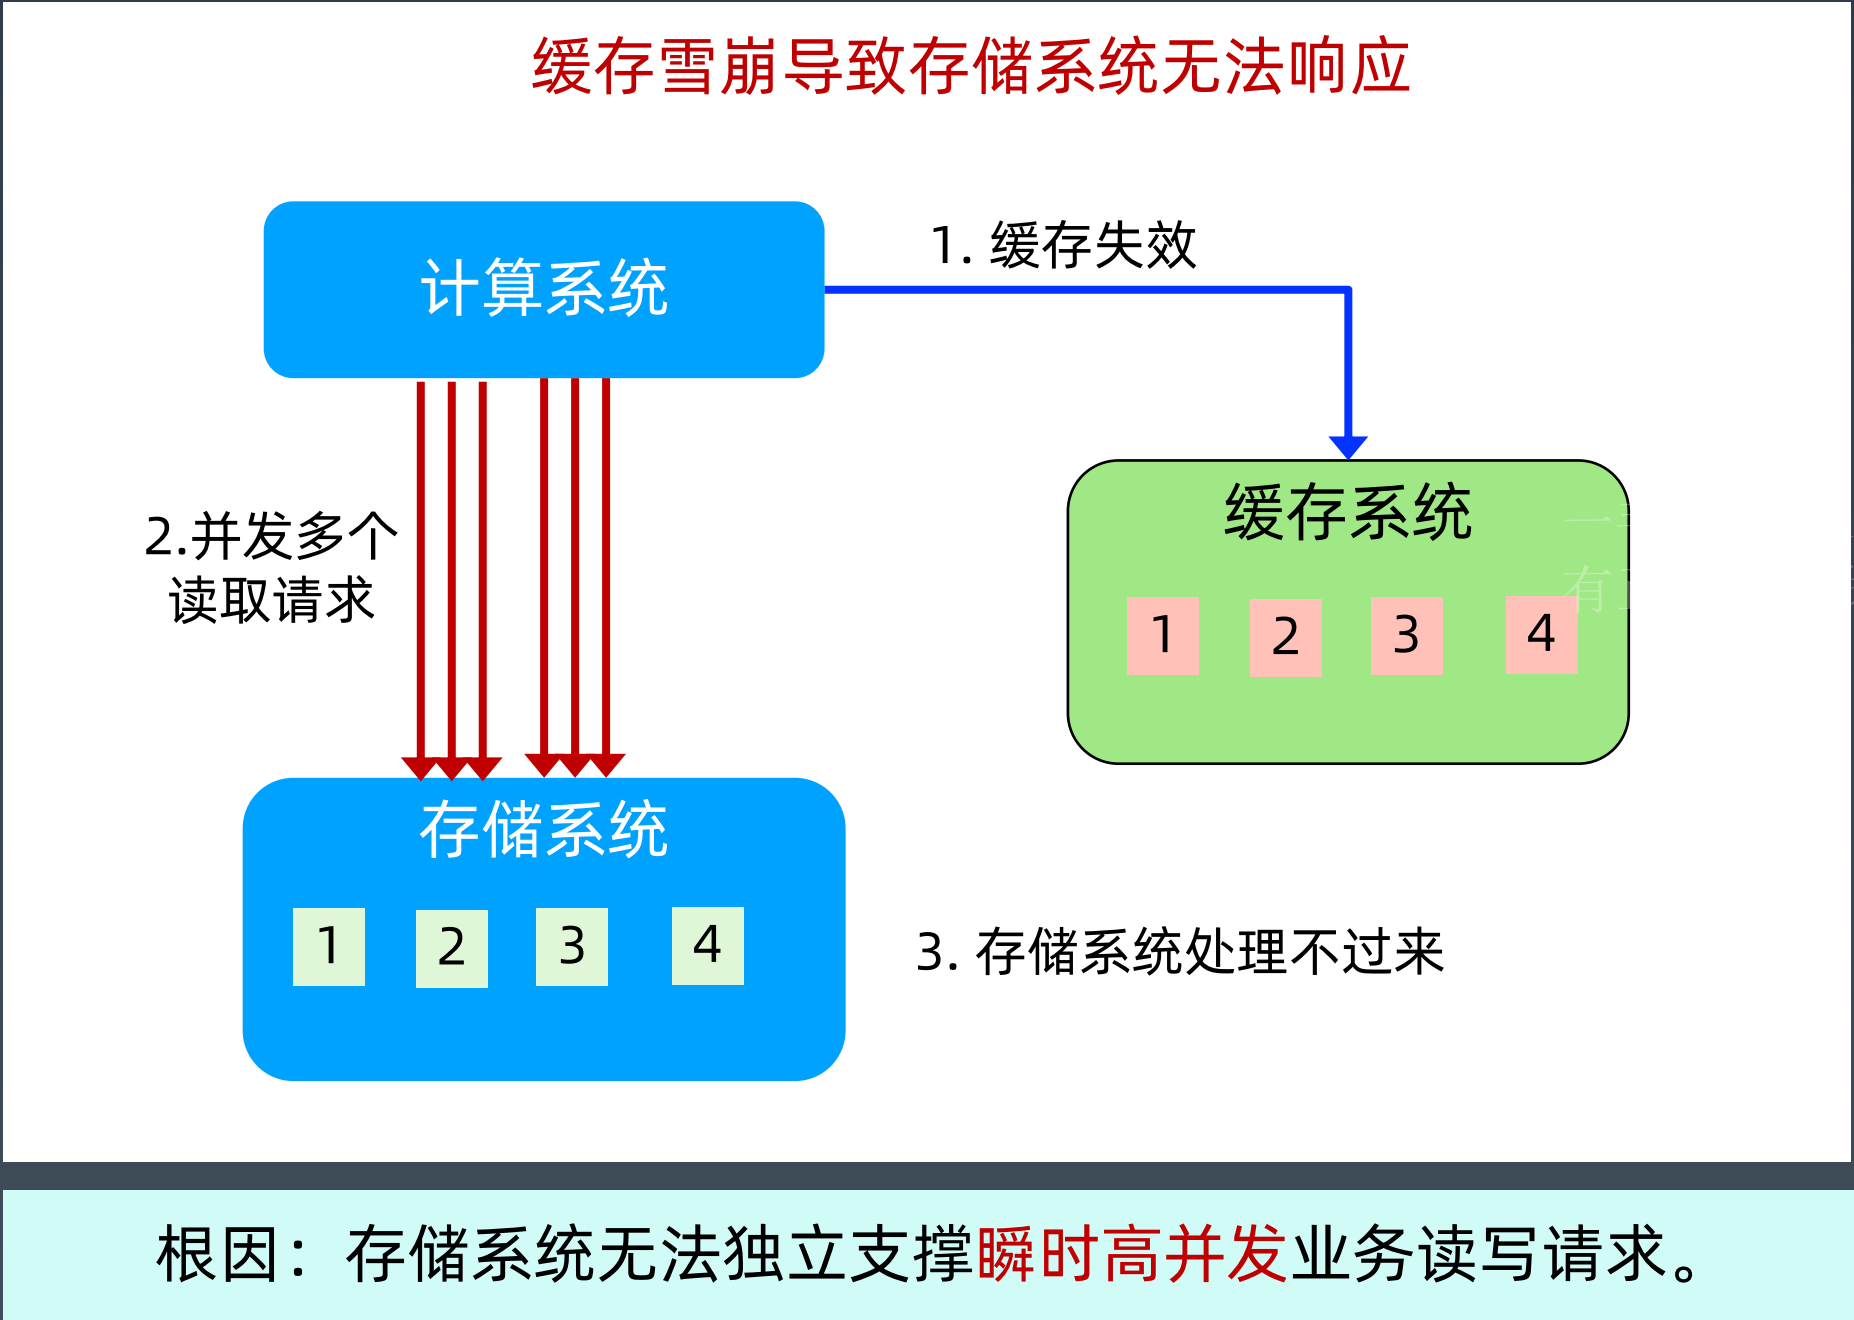 缓存雪崩导致存储系统无法响应
计算系统
1. 缓存失效
2.并发多个
读取请求
缓存系统
1 2 3 4
存储系统
1 2 3 4
3. 存储系统处理不过来
根因：存储系统无法独立支撑瞬时高并发业务读写请求。